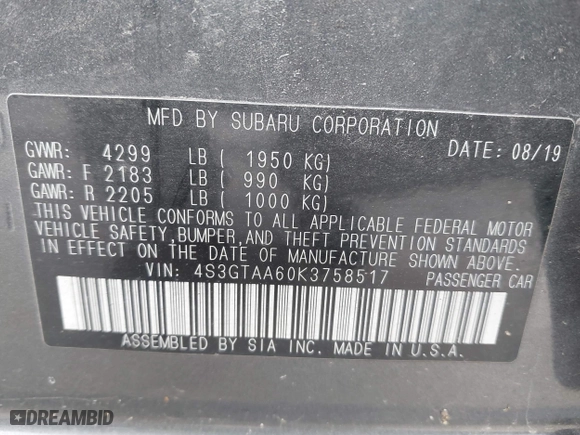 MFD BY SUBARU CORPORATION
GVWR: 4299 LB ( 1950 KG) DATE: 08/19
GAWR: F 2183 LB ( 990 KG)
GAWR: R 2205 LB ( 1000 KG)
THIS VEHICLE CONFORMS TO ALL APPLICABLE FEDERAL MOTOR
VEHICLE SAFETY, BUMPER, AND THEFT PREVENTION STANDARDS
IN EFFECT ON THE DATE OF MANUFACTURE SHOWN ABOVE.
VIN: 4S3GTAA60K3758517 PASSENGER CAR
ASSEMBLED BY SIA INC. MADE IN U.S.A.
DREAMBID